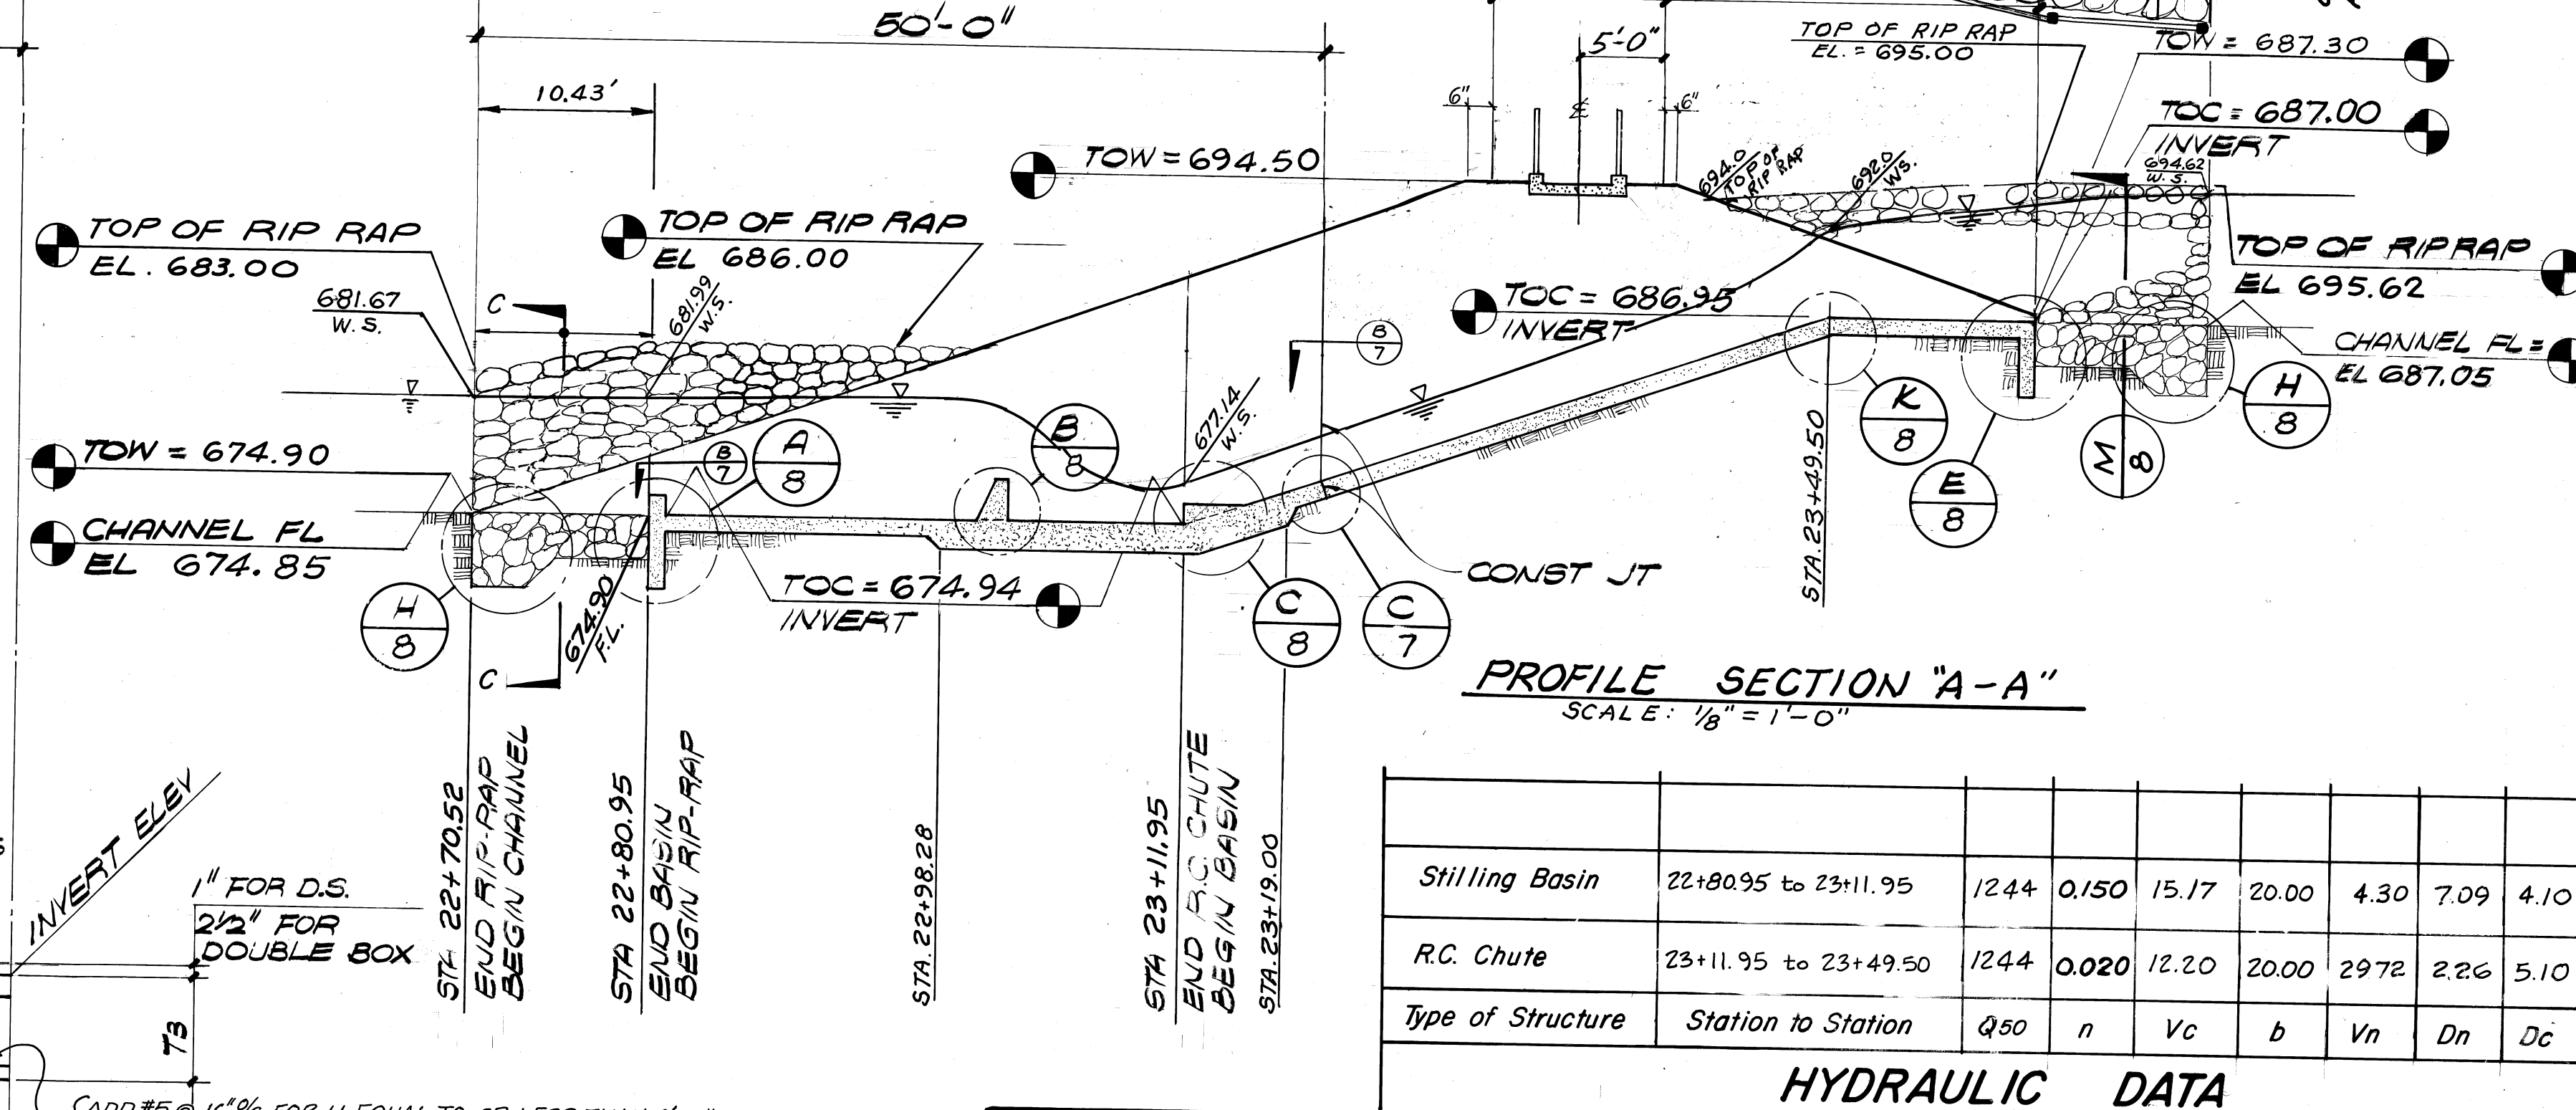 50'-0"
5'-0"
TOP OF RIP RAP
EL. = 695.00
TOW = 687.30
10.43'
6"
6"
TOC = 687.00
INVERT
TOW = 694.50
694.0
TOP OF
RIP RAP
692.0
W.S.
694.62
W.S.
TOP OF RIP RAP
EL. 683.00
TOP OF RIP RAP
EL 686.00
681.67
W.S.
C
681.99
W.S.
TOC = 686.95
INVERT
TOP OF RIPRAP
EL 695.62
B
7
CHANNEL FL =
EL 687.05
TOW = 674.90
B
7
A
8
B
8
677.14
W.S.
K
8
H
8
M
8
E
8
STA. 23+49.50
CHANNEL FL
EL 674.85
H
8
674.90
F.L.
TOC = 674.94
INVERT
C
8
C
7
CONST JT
C
PROFILE SECTION "A-A"
SCALE: 1/8" = 1'-0"
INVERT ELEV
1" FOR D.S.
2½" FOR
DOUBLE BOX
T3
STA 22+70.52
END RIP-RAP
BEGIN CHANNEL
STA 22+80.95
END BASIN
BEGIN RIP-RAP
STA. 22+98.28
STA 23+11.95
END R.C. CHUTE
BEGIN BASIN
STA. 23+19.00
Stilling Basin 22+80.95 to 23+11.95 1244 0.150 15.17 20.00 4.30 7.09 4.10
R.C. Chute 23+11.95 to 23+49.50 1244 0.020 12.20 20.00 29.72 2.26 5.10
Type of Structure Station to Station Q50 n Vc b Vn Dn Dc
HYDRAULIC DATA